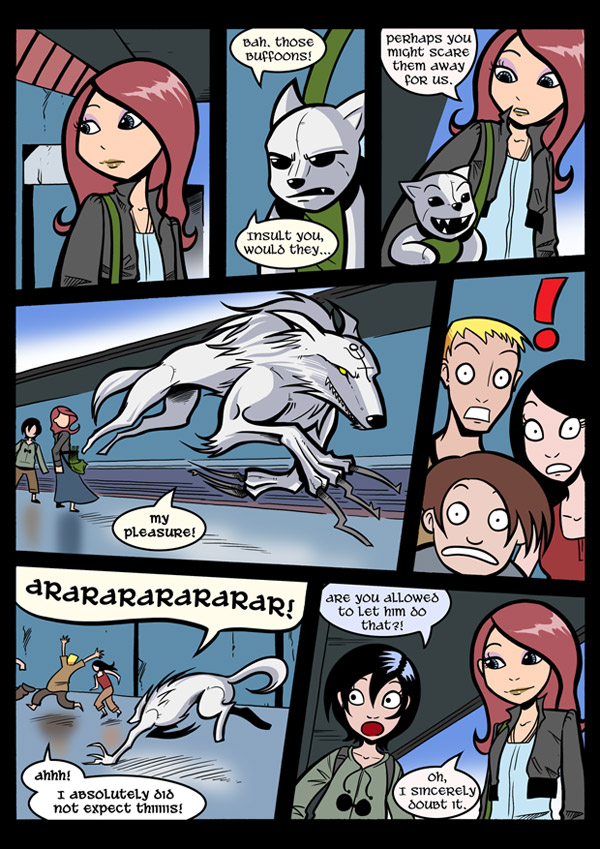 Bah. those
Buffoons!
Insult you,
would they...
perhaps you
might scare
them away
for us.
my
pleasure!
!
ARARARARARARAR!
ahhh!
I absolutely did
not expect thiiiiis!
are you allowed
to let him do
that?!
Oh,
I sincerely
doubt it.